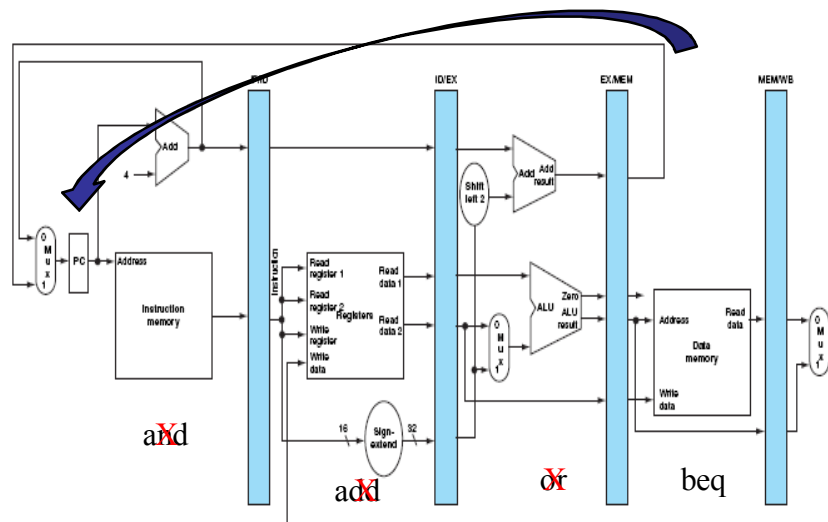 ID/EX
EX/MEM
MEM/WB
Add
4
Add
Add
result
Shift
left 2
0
M
u
x
1
PC
Address
Instruction
memory
Instruction
Read
register 1
Read
register 2
Write
register
Write
data
Registers
Read
data 1
Read
data 2
0
M
u
x
1
Zero
ALU
ALU
result
Address
Read
data
Data
memory
Write
data
0
M
u
x
1
16
Sign-
extend
32
and
X
add
X
or
X
beq